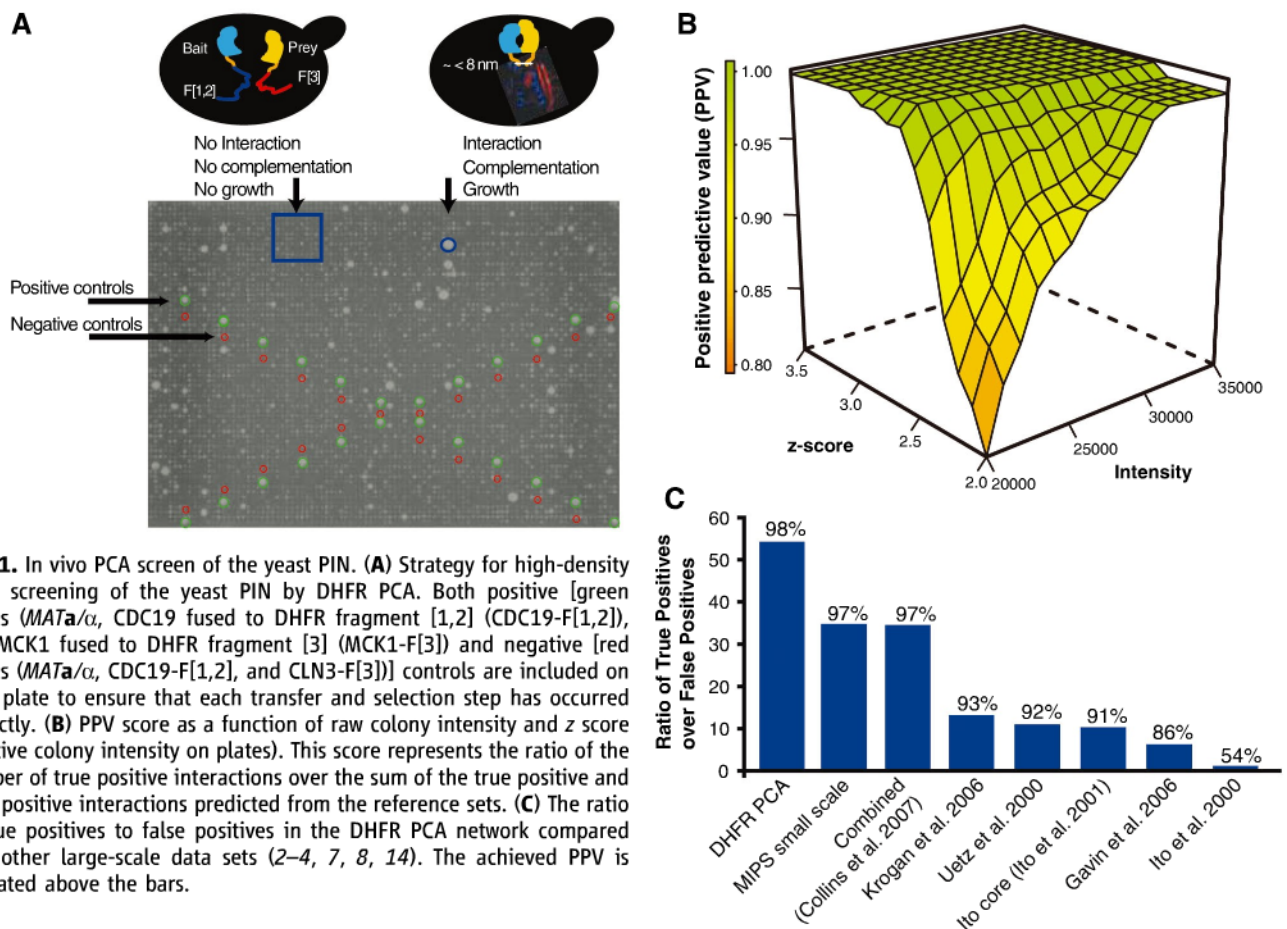 A
Bait
Prey
F[1,2]
F[3]
~ < 8 nm
No Interaction
No complementation
No growth
Interaction
Complementation
Growth
Positive controls
Negative controls
1. In vivo PCA screen of the yeast PIN. (A) Strategy for high-density
screening of the yeast PIN by DHFR PCA. Both positive [green
s (MATa/α, CDC19 fused to DHFR fragment [1,2] (CDC19-F[1,2]),
MCK1 fused to DHFR fragment [3] (MCK1-F[3]) and negative [red
s (MATa/α, CDC19-F[1,2], and CLN3-F[3])] controls are included on
plate to ensure that each transfer and selection step has occurred
ctly. (B) PPV score as a function of raw colony intensity and z score
tive colony intensity on plates). This score represents the ratio of the
ber of true positive interactions over the sum of the true positive and
positive interactions predicted from the reference sets. (C) The ratio
ue positives to false positives in the DHFR PCA network compared
other large-scale data sets (2–4, 7, 8, 14). The achieved PPV is
ated above the bars.
B
Positive predictive value (PPV)
1.00
0.95
0.90
0.85
0.80
3.5
3.0
2.5
2.0
z-score
20000
25000
30000
35000
Intensity
C
Ratio of True Positives
over False Positives
60
50
40
30
20
10
0
98%
97%
97%
93%
92%
91%
86%
54%
DHFR PCA
MIPS small scale
Combined
(Collins et al. 2007)
Krogan et al. 2006
Uetz et al. 2000
Ito core (Ito et al. 2001)
Gavin et al. 2006
Ito et al. 2000